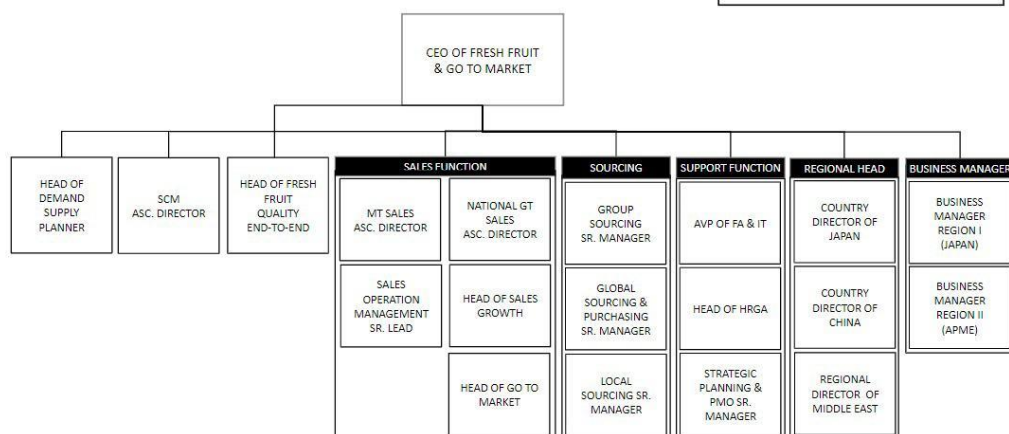 CEO OF FRESH FRUIT
& GO TO MARKET
HEAD OF
DEMAND
SUPPLY
PLANNER
SCM
ASC. DIRECTOR
HEAD OF FRESH
FRUIT
QUALITY
END-TO-END
SALES FUNCTION
MT SALES
ASC. DIRECTOR
NATIONAL GT
SALES
ASC. DIRECTOR
SALES
OPERATION
MANAGEMENT
SR. LEAD
HEAD OF SALES
GROWTH
HEAD OF GO TO
MARKET
SOURCING
GROUP
SOURCING
SR. MANAGER
GLOBAL
SOURCING &
PURCHASING
SR. MANAGER
LOCAL
SOURCING SR.
MANAGER
SUPPORT FUNCTION
AVP OF FA & IT
HEAD OF HRGA
STRATEGIC
PLANNING &
PMO SR.
MANAGER
REGIONAL HEAD
COUNTRY
DIRECTOR OF
JAPAN
COUNTRY
DIRECTOR OF
CHINA
REGIONAL
DIRECTOR OF
MIDDLE EAST
BUSINESS MANAGER
BUSINESS
MANAGER
REGION I
(JAPAN)
BUSINESS
MANAGER
REGION II
(APME)